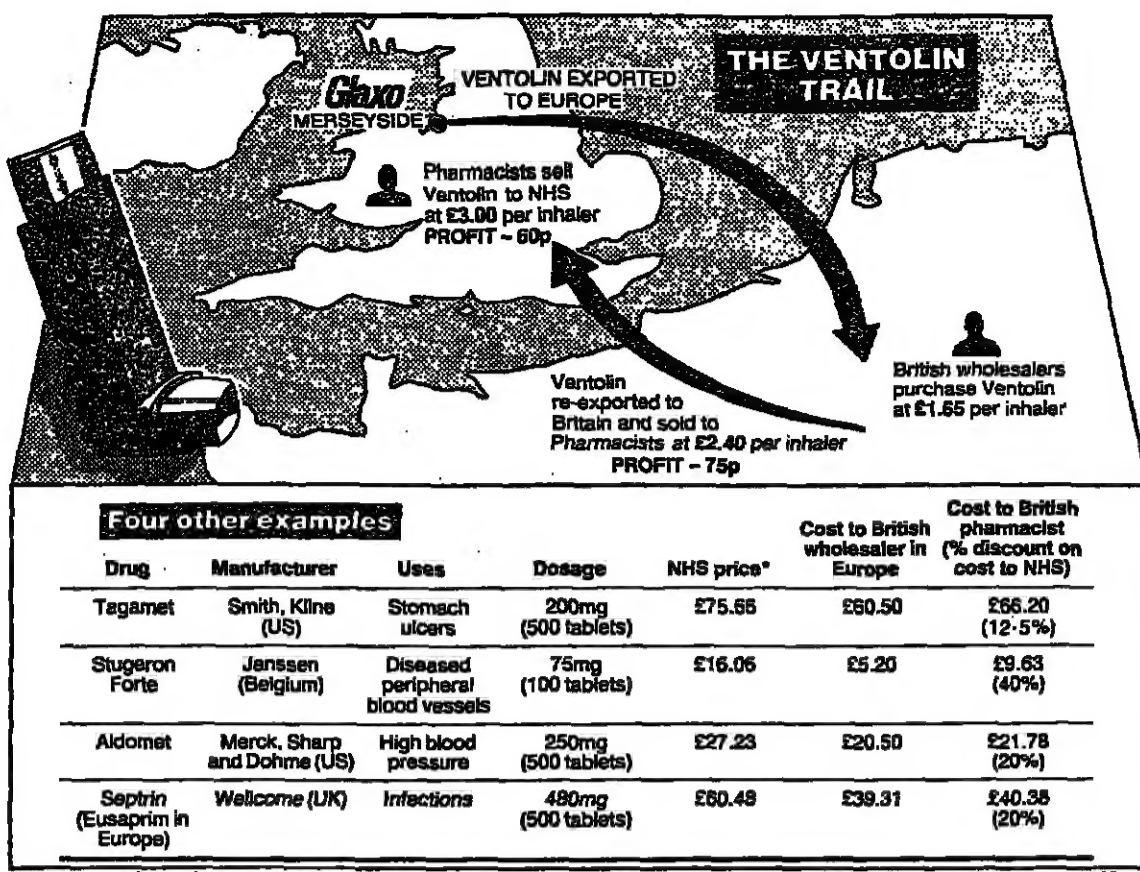 THE VENTOLIN
TRAIL
Glaxo
MERSEYSIDE
VENTOLIN EXPORTED
TO EUROPE
Pharmacists sell
Ventolin to NHS
at £3.00 per inhaler
PROFIT – 60p
British wholesalers
purchase Ventolin
at £1.65 per inhaler
Ventolin
re-exported to
Britain and sold to
Pharmacists at £2.40 per inhaler
PROFIT – 75p
Four other examples
Drug Manufacturer Uses Dosage NHS price* Cost to British wholesaler in Europe Cost to British pharmacist (% discount on cost to NHS)
Tagamet Smith, Kline (US) Stomach ulcers 200mg (500 tablets) £75.66 £60.50 £66.20 (12·5%)
Stugeron Forte Janssen (Belgium) Diseased peripheral blood vessels 75mg (100 tablets) £16.06 £5.20 £9.63 (40%)
Aldomet Merck, Sharp and Dohme (US) High blood pressure 250mg (500 tablets) £27.23 £20.50 £21.78 (20%)
Septrin (Eusaprim in Europe) Wellcome (UK) Infections 480mg (500 tablets) £60.48 £39.31 £40.38 (20%)